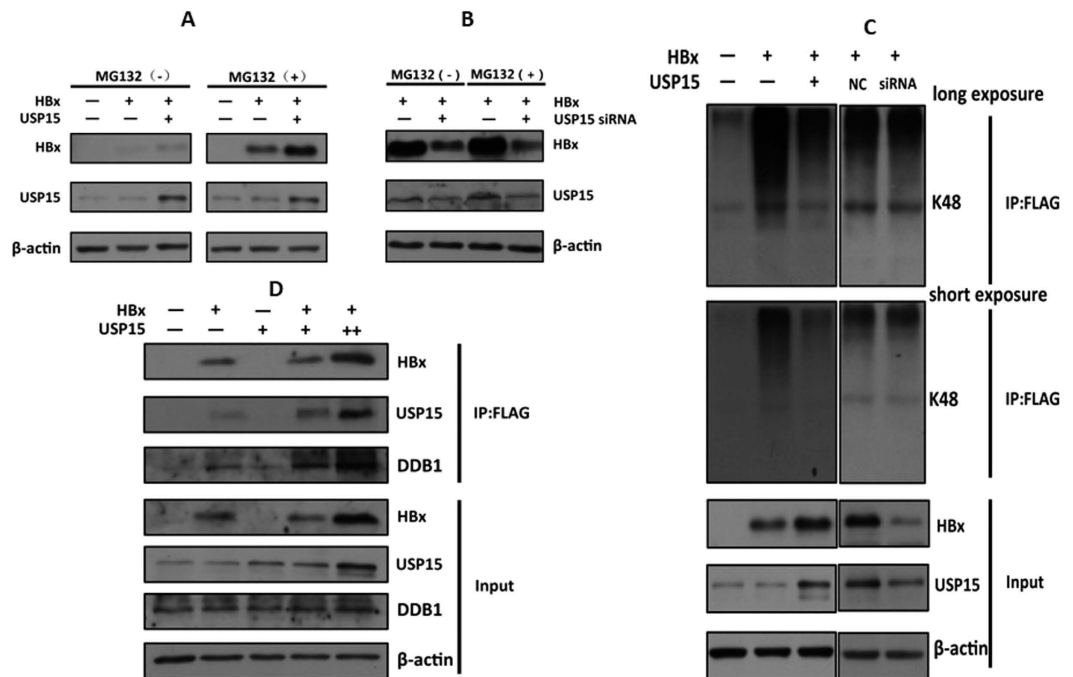 A
MG132 (-) MG132 (+)
HBx — + + — + +
USP15 — — + — — +
HBx
USP15
β-actin
B
MG132 (-) MG132 (+)
+ + + + HBx
— + — + USP15 siRNA
HBx
USP15
β-actin
C
HBx — + + + +
USP15 — — + NC siRNA
long exposure
K48 IP:FLAG
short exposure
K48 IP:FLAG
HBx
USP15 Input
β-actin
D
HBx — + — + +
USP15 — — + + ++
HBx
USP15 IP:FLAG
DDB1
HBx
USP15
Input
DDB1
β-actin